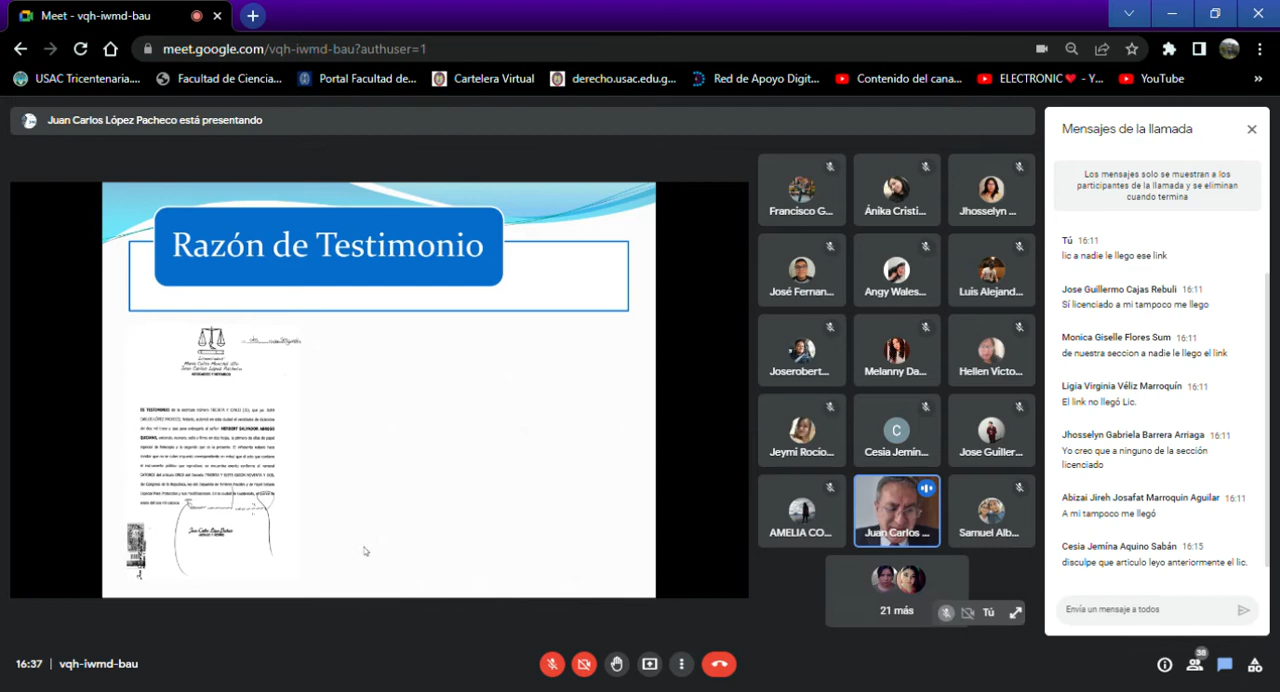 Meet - vqh-iwmd-bau
meet.google.com/vqh-iwmd-bau?authuser=1
USAC Tricentenaria....
Facultad de Ciencia...
Portal Facultad de...
Cartelera Virtual
derecho.usac.edu.g...
Red de Apoyo Digit...
Contenido del cana...
ELECTRONIC❤ - Y...
YouTube
»
Juan Carlos López Pacheco está presentando
Razón de Testimonio
ABOGADOS Y NOTARIOS
Francisco G...
Ánika Cristi...
Jhosselyn ...
José Fernan...
Angy Wales...
Luis Alejand...
Joserobert...
Melanny Da...
Hellen Victo...
Jeymi Rocío...
C
Cesia Jemin...
Jose Guiller...
AMELIA CO...
Juan Carlos ...
Samuel Alb...
21 más
Tú
Mensajes de la llamada
Los mensajes solo se muestran a los
participantes de la llamada y se eliminan
cuando termina
Tú 16:11
lic a nadie le llego ese link
Jose Guillermo Cajas Rebuli 16:11
Sí licenciado a mi tampoco me llego
Monica Giselle Flores Sum 16:11
de nuestra seccion a nadie le llego el link
Ligia Virginia Véliz Marroquín 16:11
El link no llegó Lic.
Jhosselyn Gabriela Barrera Arriaga 16:11
Yo creo que a ninguno de la sección
licenciado
Abizai Jireh Josafat Marroquin Aguilar 16:11
A mi tampoco me llegó
Cesia Jemína Aquino Sabán 16:15
disculpe que articulo leyo anteriormente el lic.
Envía un mensaje a todos
16:37 | vqh-iwmd-bau
38